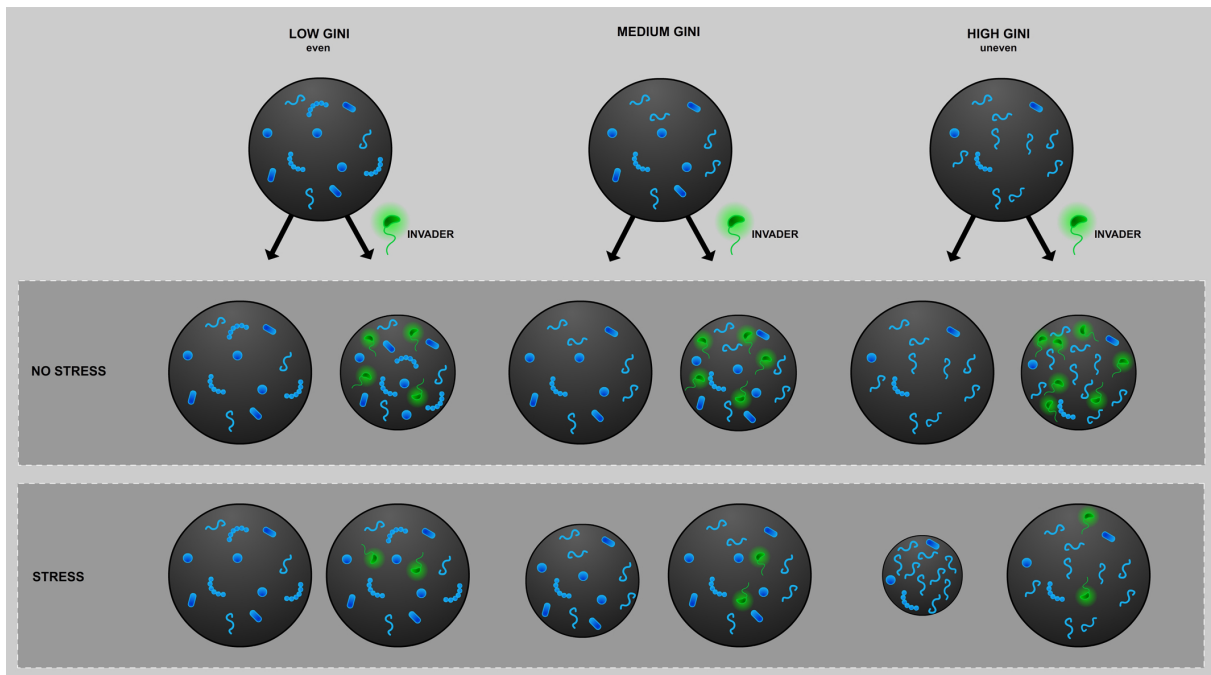 LOW GINI
even
MEDIUM GINI
HIGH GINI
uneven
INVADER
INVADER
INVADER
NO STRESS
STRESS